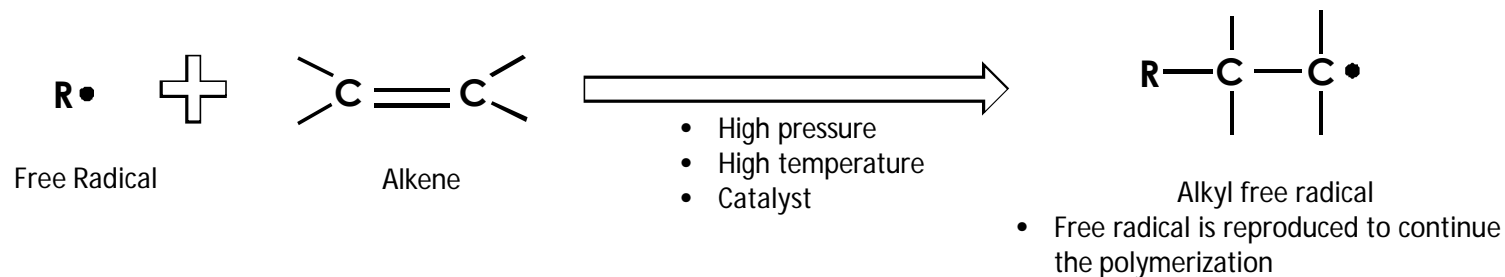 R•
C C
R C C•
• High pressure
• High temperature
• Catalyst
Free Radical
Alkene
Alkyl free radical
• Free radical is reproduced to continue
the polymerization